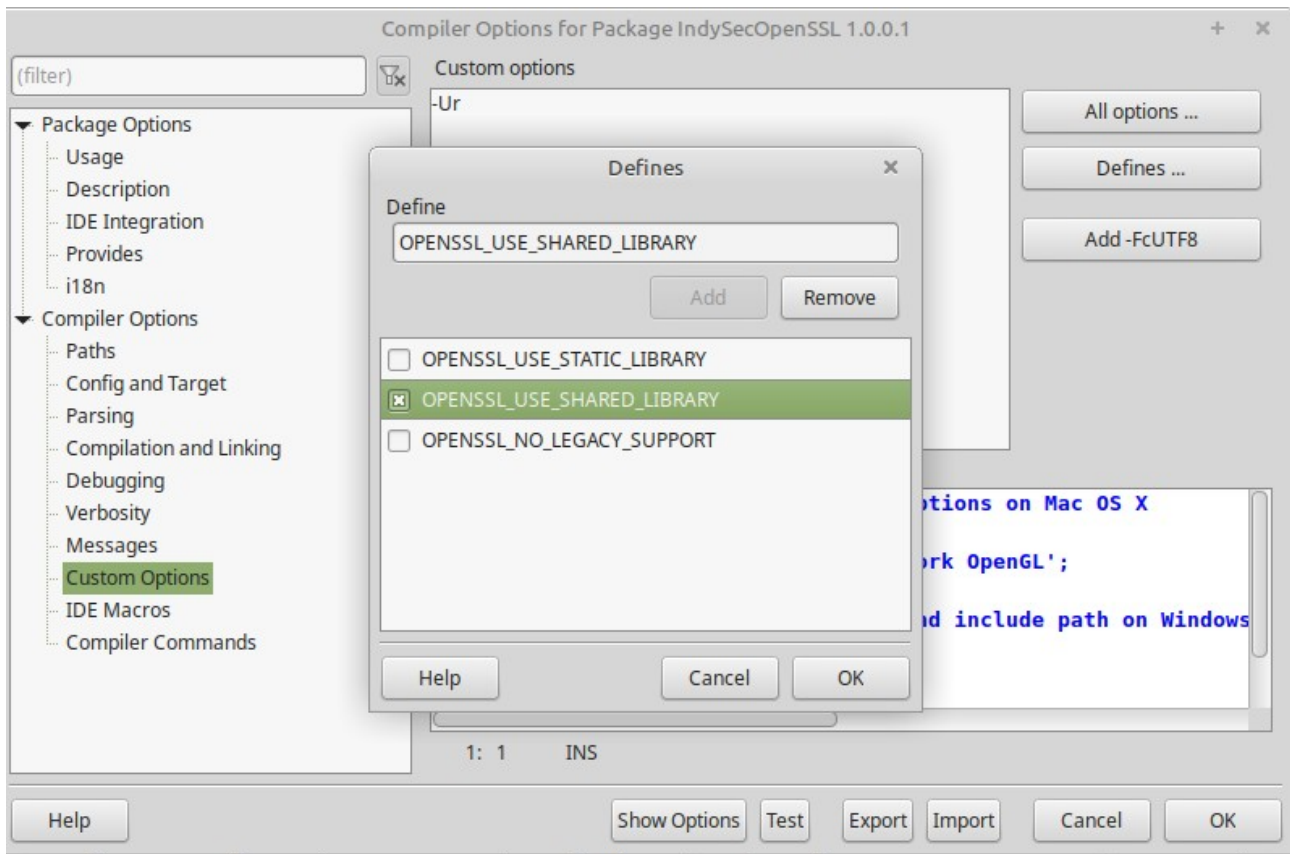 Compiler Options for Package IndySecOpenSSL 1.0.0.1
(filter)
Package Options
Usage
Description
IDE Integration
Provides
i18n
Compiler Options
Paths
Config and Target
Parsing
Compilation and Linking
Debugging
Verbosity
Messages
Custom Options
IDE Macros
Compiler Commands
Custom options
-Ur
All options ...
Defines ...
Add -FcUTF8
Defines
Define
OPENSSL_USE_SHARED_LIBRARY
Add Remove
OPENSSL_USE_STATIC_LIBRARY
OPENSSL_USE_SHARED_LIBRARY
OPENSSL_NO_LEGACY_SUPPORT
Help Cancel OK
on Mac OS X
OpenGL';
include path on Windows
1: 1 INS
Help Show Options Test Export Import Cancel OK